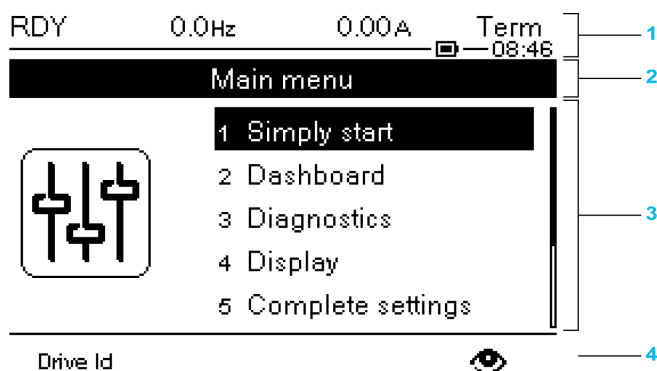 RDY 0.0Hz 0.00A Term 1
08:46
Main menu 2
1 Simply start
2 Dashboard
3 Diagnostics 3
4 Display
5 Complete settings
Drive Id 4